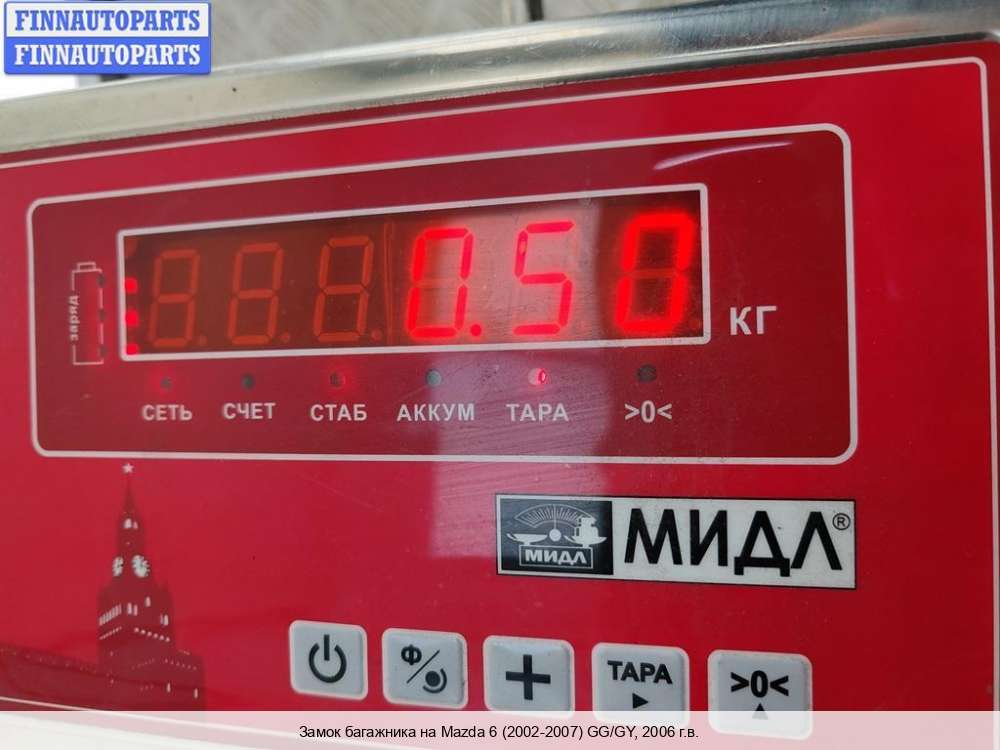 FINNAUTOPARTS
FINNAUTOPARTS
заряд
0.50
КГ
СЕТЬ СЧЕТ СТАБ АККУМ ТАРА >0<
МИДЛ
МИДЛ®
Ф
ТАРА
>0<
Замок багажника на Mazda 6 (2002-2007) GG/GY, 2006 г.в.